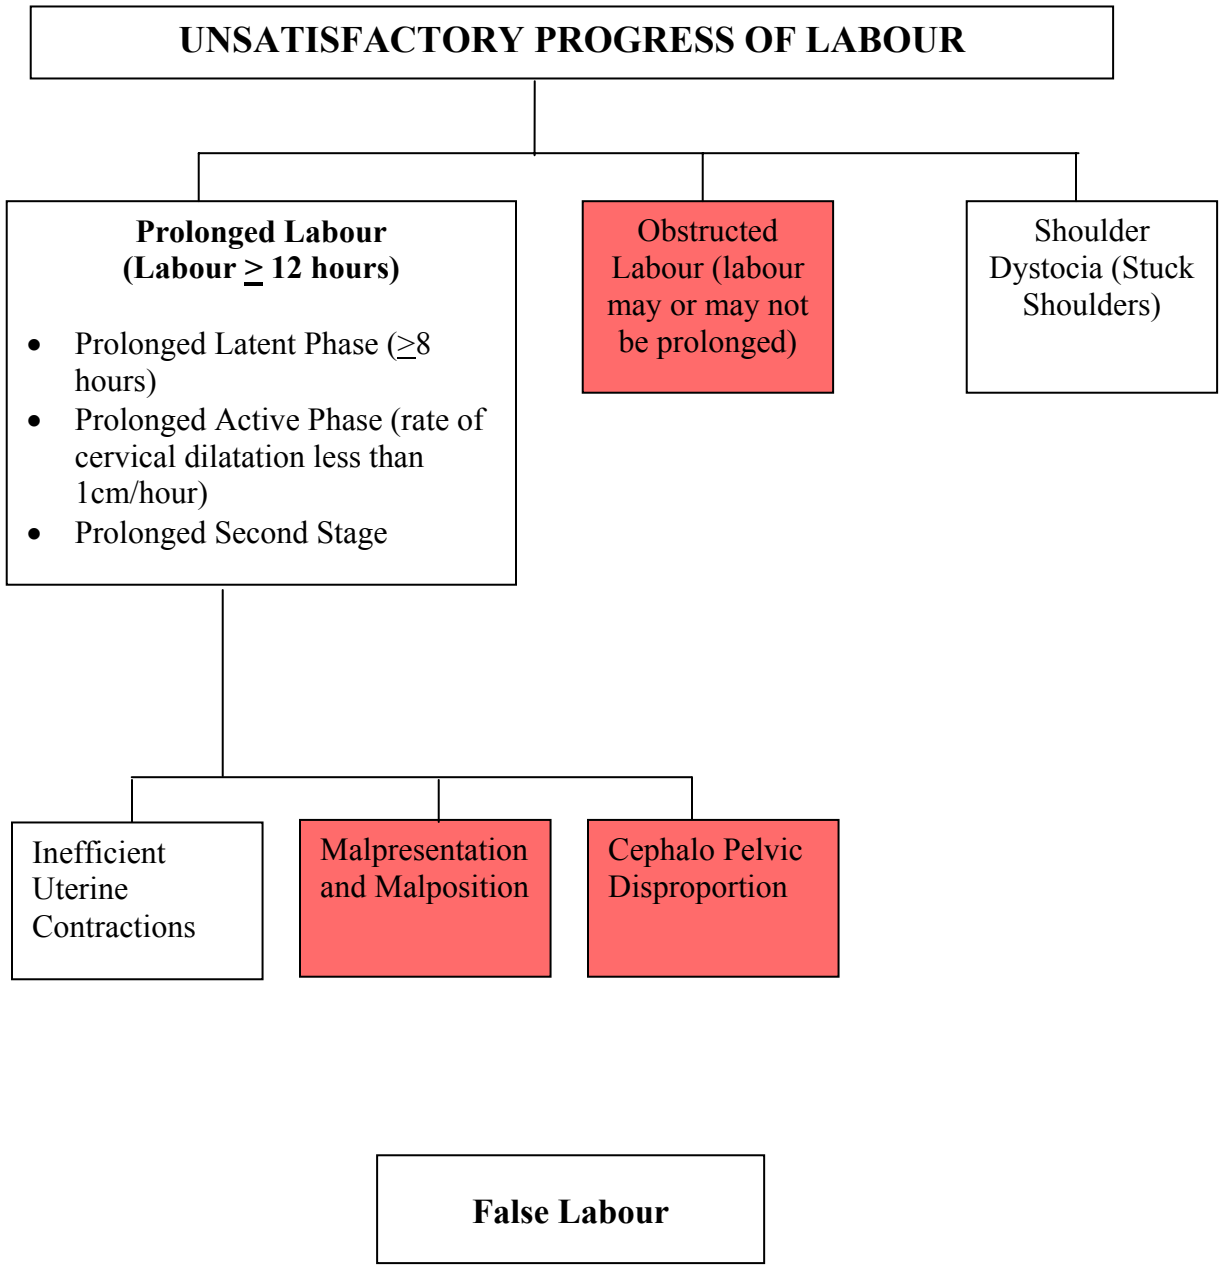 UNSATISFACTORY PROGRESS OF LABOUR
Prolonged Labour
(Labour ≥ 12 hours)
• Prolonged Latent Phase (≥8
hours)
• Prolonged Active Phase (rate of
cervical dilatation less than
1cm/hour)
• Prolonged Second Stage
Obstructed
Labour (labour
may or may not
be prolonged)
Shoulder
Dystocia (Stuck
Shoulders)
Inefficient
Uterine
Contractions
Malpresentation
and Malposition
Cephalo Pelvic
Disproportion
False Labour